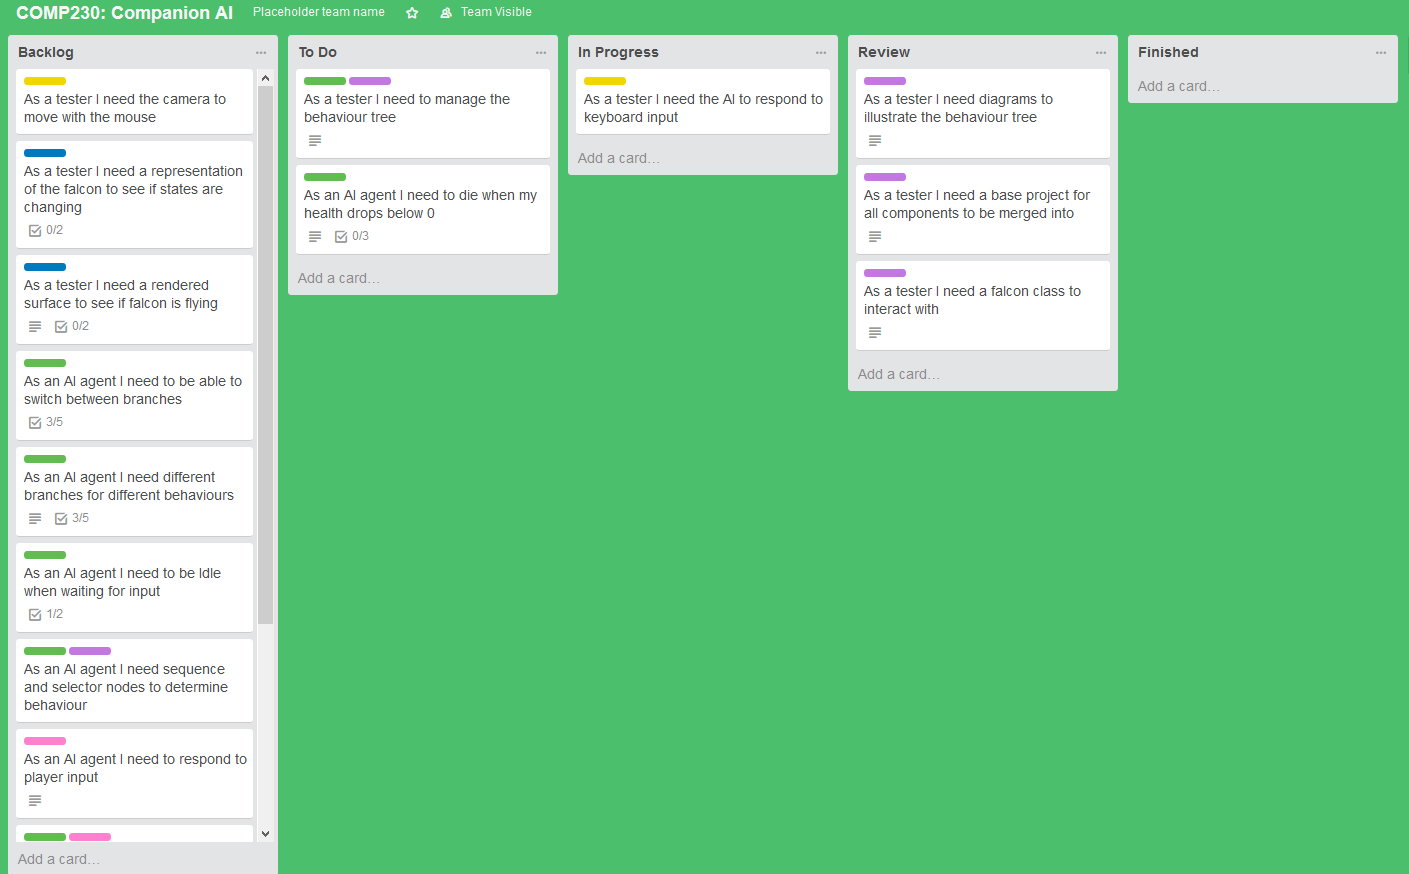 COMP230: Companion AI Placeholder team name Team Visible
Backlog
As a tester I need the camera to
move with the mouse
As a tester I need a representation
of the falcon to see if states are
changing
0/2
As a tester I need a rendered
surface to see if falcon is flying
0/2
As an AI agent I need to be able to
switch between branches
3/5
As an AI agent I need different
branches for different behaviours
3/5
As an AI agent I need to be Idle
when waiting for input
1/2
As an AI agent I need sequence
and selector nodes to determine
behaviour
As an AI agent I need to respond to
player input
Add a card...
To Do
As a tester I need to manage the
behaviour tree
As an AI agent I need to die when my
health drops below 0
0/3
Add a card...
In Progress
As a tester I need the AI to respond to
keyboard input
Add a card...
Review
As a tester I need diagrams to
illustrate the behaviour tree
As a tester I need a base project for
all components to be merged into
As a tester I need a falcon class to
interact with
Add a card...
Finished
Add a card...